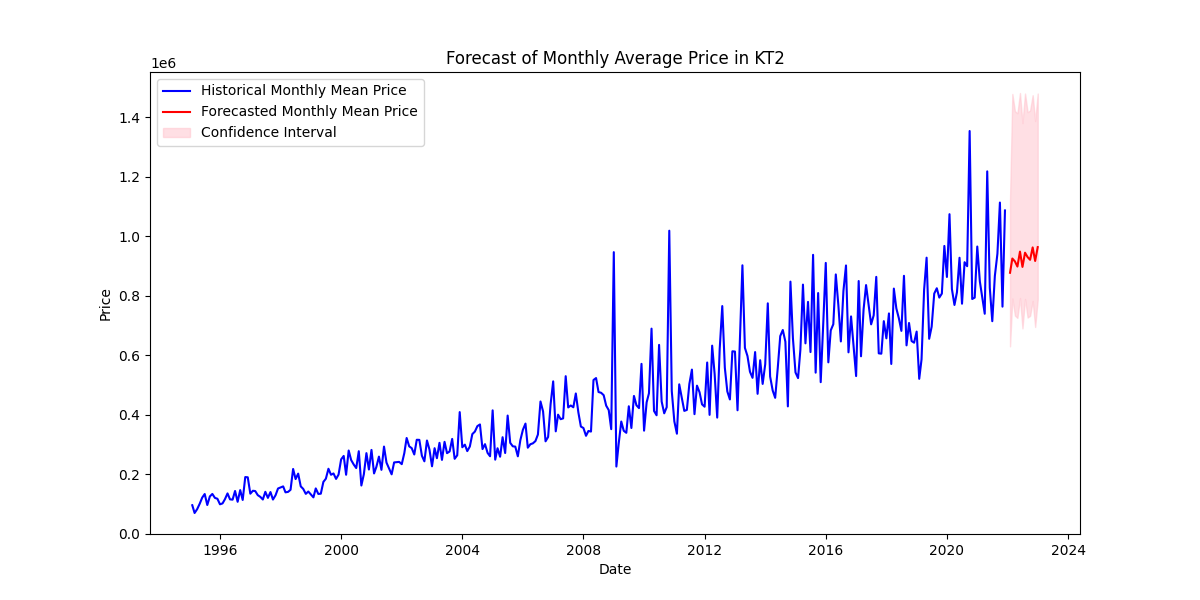 Forecast of Monthly Average Price in KT2
1e6
Historical Monthly Mean Price
Forecasted Monthly Mean Price
Confidence Interval
1.4
1.2
1.0
0.8
0.6
0.4
0.2
0.0
Price
1996 2000 2004 2008 2012 2016 2020 2024
Date